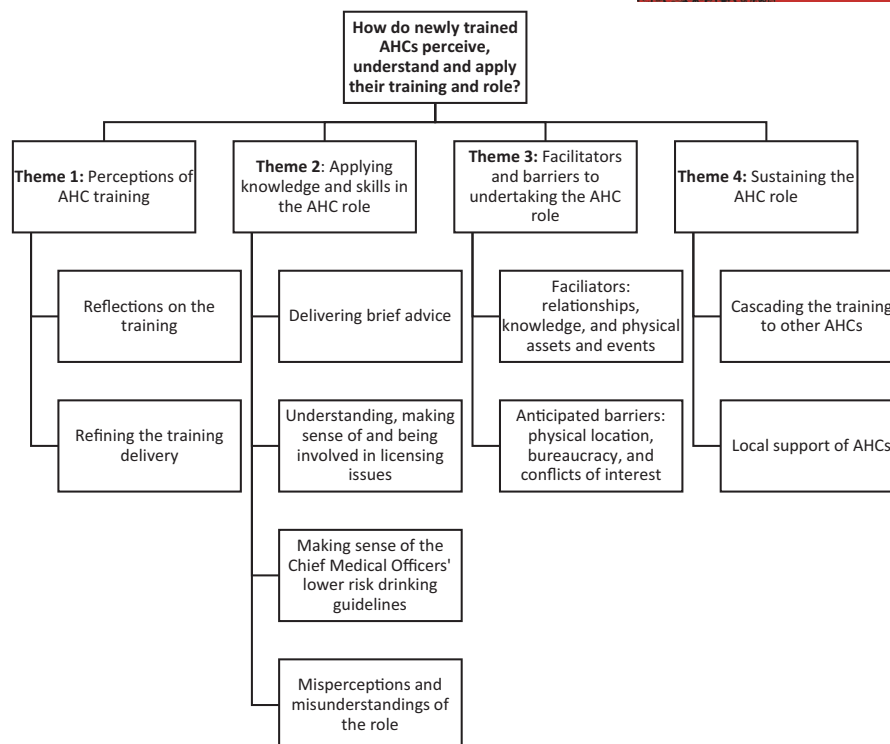 How do newly trained
AHCs perceive,
understand and apply
their training and role?
Theme 1: Perceptions of
AHC training
Theme 2: Applying
knowledge and skills in
the AHC role
Theme 3: Facilitators
and barriers to
undertaking the AHC
role
Theme 4: Sustaining the
AHC role
Reflections on the
training
Refining the training
delivery
Delivering brief advice
Understanding, making
sense of and being
involved in licensing
issues
Making sense of the
Chief Medical Officers'
lower risk drinking
guidelines
Misperceptions and
misunderstandings of
the role
Faciliators:
relationships,
knowledge, and physical
assets and events
Anticipated barriers:
physical location,
bureaucracy, and
conflicts of interest
Cascading the training
to other AHCs
Local support of AHCs